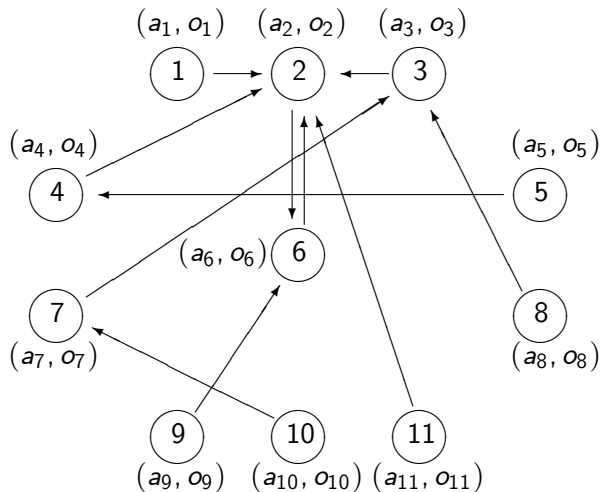 (a₁, o₁) (a₂, o₂) (a₃, o₃)
1 2 3
(a₄, o₄) (a₅, o₅)
4 5
(a₆, o₆) 6
7 8
(a₇, o₇) (a₈, o₈)
9 10 11
(a₉, o₉) (a₁₀, o₁₀) (a₁₁, o₁₁)